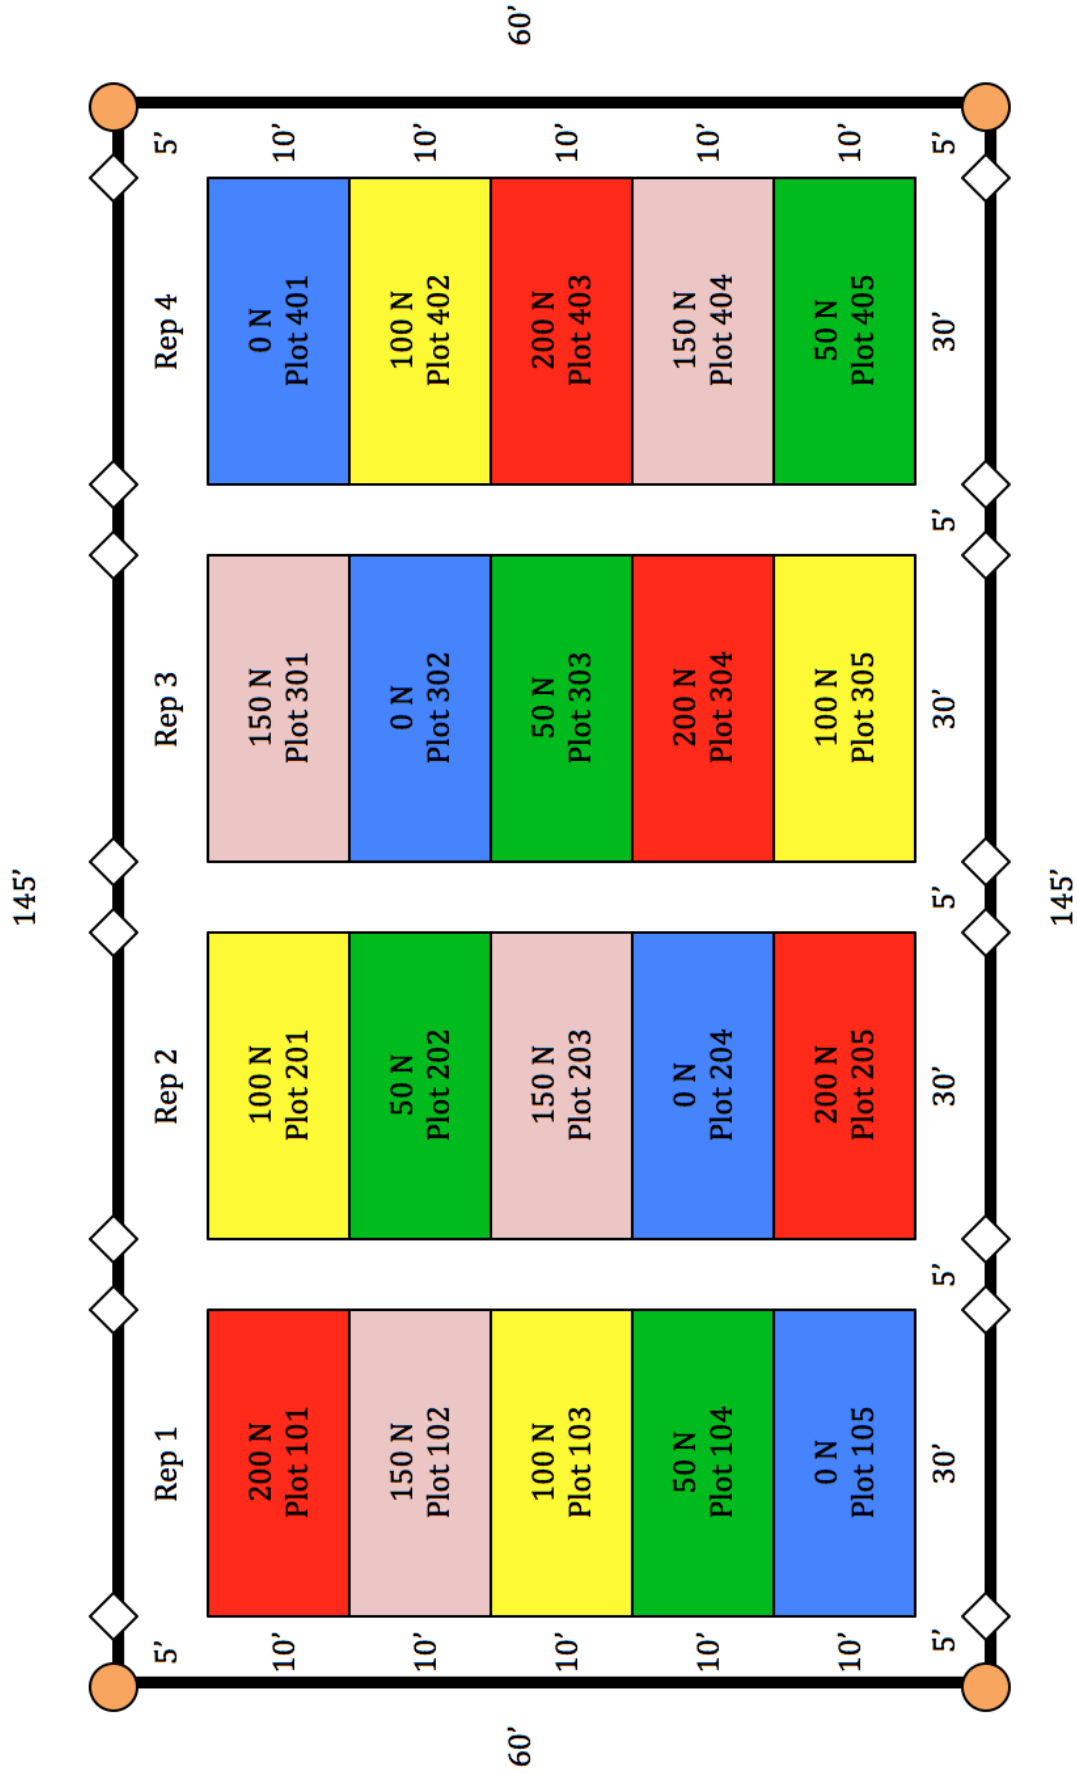 145’
60’
5’
Rep 1
Rep 2
Rep 3
Rep 4
5’
60’
10’
200 N
Plot 101
100 N
Plot 201
150 N
Plot 301
0 N
Plot 401
10’
10’
150 N
Plot 102
50 N
Plot 202
0 N
Plot 302
100 N
Plot 402
10’
10’
100 N
Plot 103
150 N
Plot 203
50 N
Plot 303
200 N
Plot 403
10’
10’
50 N
Plot 104
0 N
Plot 204
200 N
Plot 304
150 N
Plot 404
10’
10’
0 N
Plot 105
200 N
Plot 205
100 N
Plot 305
50 N
Plot 405
10’
5’
30’
5’
30’
5’
30’
5’
30’
5’
145’